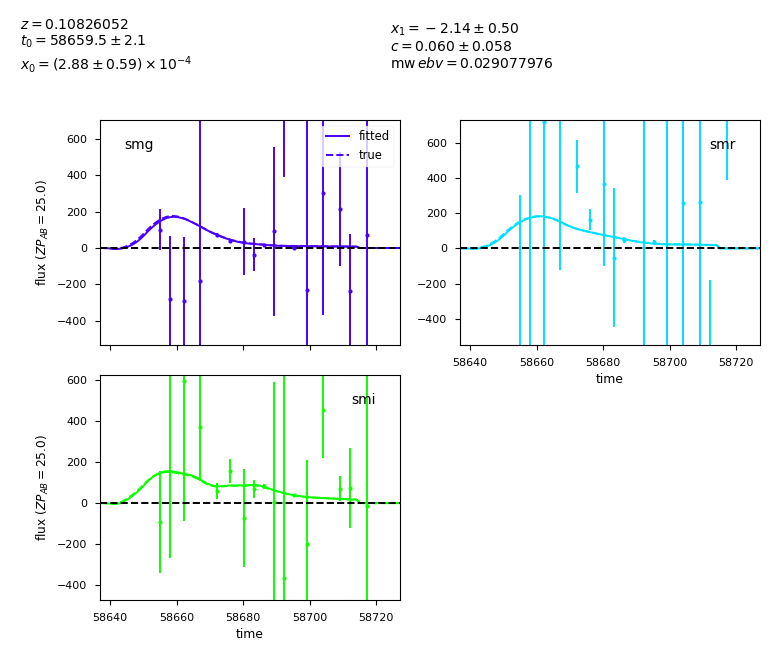 z = 0.10826052
t₀ = 58659.5 ± 2.1
x₀ = (2.88 ± 0.59) × 10⁻⁴
x₁ = −2.14 ± 0.50
c = 0.060 ± 0.058
mw ebv = 0.029077976
smg
fitted
true
600
400
200
0
−200
−400
flux (ZP_AB = 25.0)
smr
600
400
200
0
−200
−400
58640 58660 58680 58700 58720
time
smi
600
400
200
0
−200
−400
flux (ZP_AB = 25.0)
58640 58660 58680 58700 58720
time